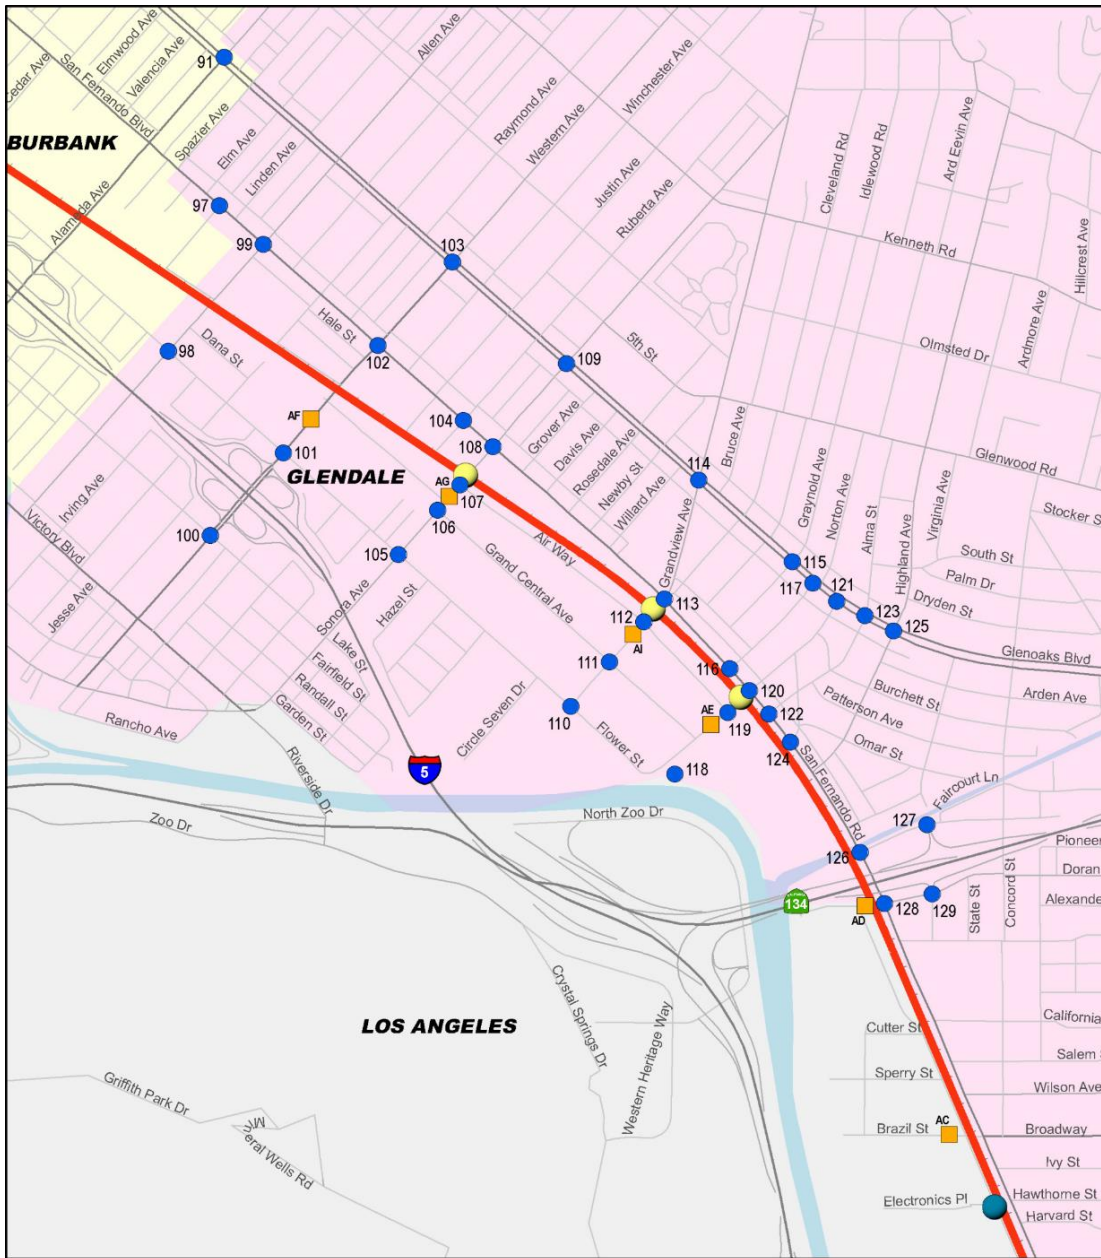 Cedar Ave
San Fernando Blvd
Elmwood Ave
Valencia Ave
91
Allen Ave
Raymond Ave
Western Ave
Winchester Ave
Spazier Ave
Elm Ave
Linden Ave
BURBANK
Alameda Ave
97
99
103
Justin Ave
Ruberta Ave
Cleveland Rd
Idlewood Rd
Ard Eevin Ave
Kenneth Rd
Hillcrest Ave
Ardmore Ave
Olmsted Dr
Hale St
Dana St
98
102
5th St
109
AF
101
104
108
Grover Ave
Davis Ave
Rosedale Ave
Newby St
Willard Ave
Bruce Ave
114
Glenwood Rd
GLENDALE
AG
107
106
Irving Ave
Victory Blvd
100
105
Air Way
Grand Central Ave
Grandview Ave
Graynold Ave
Norton Ave
Alma St
Highland Ave
Virginia Ave
Stocker S
South St
Palm Dr
Dryden St
115
117
121
123
125
Glenoaks Blvd
Jesse Ave
Sonora Ave
Hazel St
Lake St
Fairfield St
Randall St
Garden St
113
112
AI
111
116
120
110
AE
119
122
124
Burchett St
Arden Ave
Patterson Ave
Omar St
Rancho Ave
Riverside Dr
Circle Seven Dr
Flower St
118
5
San Fernando Rd
Faircourt Ln
Zoo Dr
North Zoo Dr
127
126
Pioneer
Doran
Alexande
134
AD
128
129
State St
Concord St
Crystal Springs Dr
Western Heritage Way
LOS ANGELES
Cutter St
California
Salem
Sperry St
Wilson Ave
Griffith Park Dr
Mineral Wells Rd
AC
Brazil St
Broadway
Ivy St
Electronics Pl
Hawthorne St
Harvard St